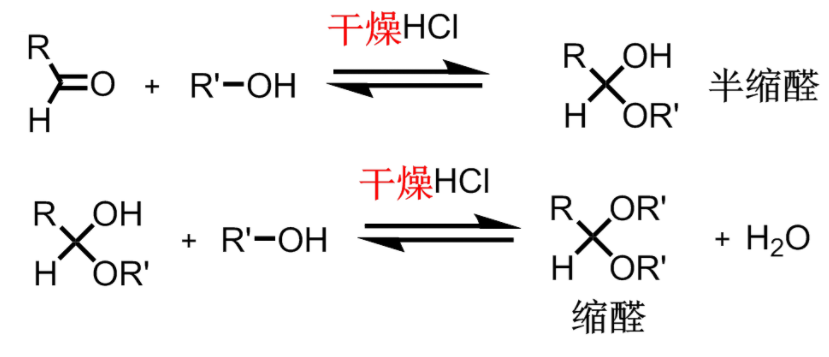 干燥HCl
R H O + R'-OH R OH H OR' 半缩醛
干燥HCl
R OH H OR' + R'-OH R OR' H OR' + H₂O
缩醛